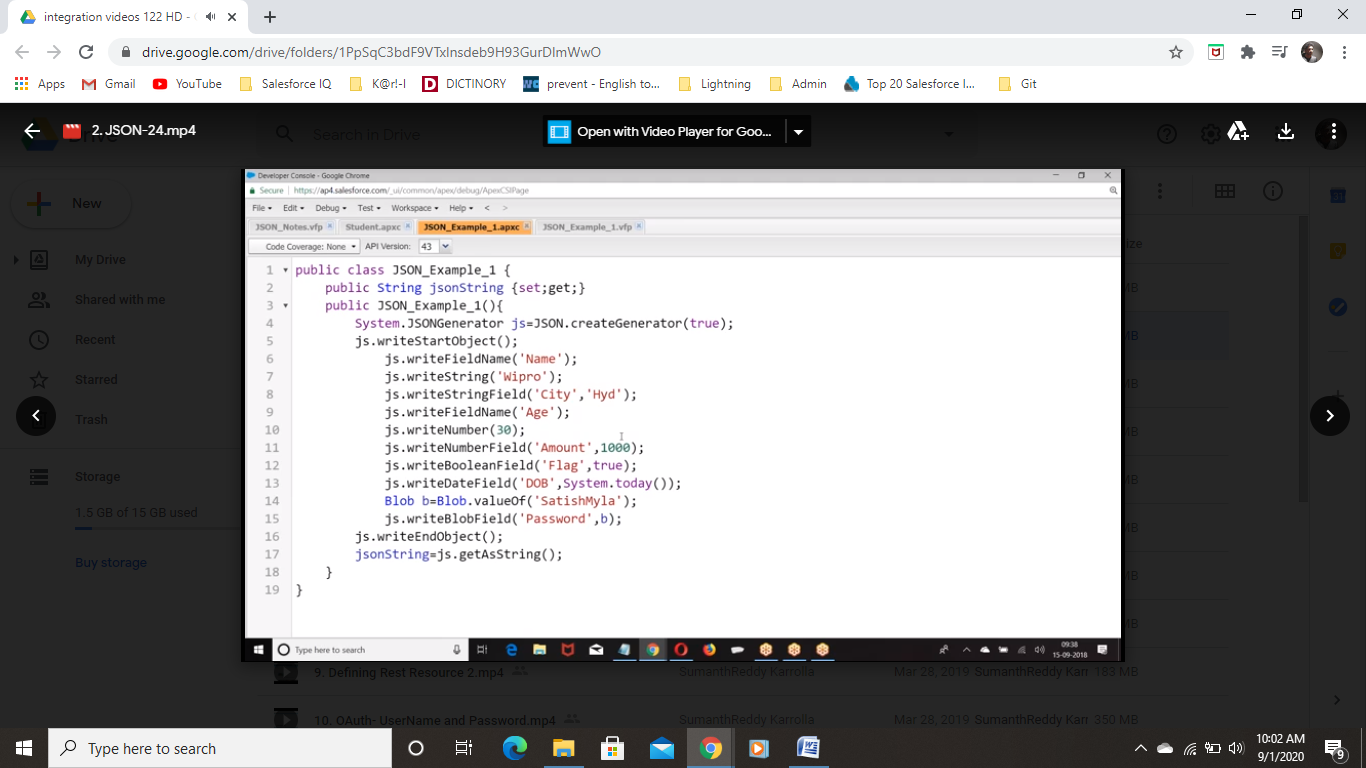 integration videos 122 HD -
drive.google.com/drive/folders/1PpSqC3bdF9VTxInsdeb9H93GurDlmWwO
Apps Gmail YouTube Salesforce IQ K@r!-I DICTINORY prevent - English to... Lightning Admin Top 20 Salesforce I... Git
2. JSON-24.mp4
Search in Drive
Open with Video Player for Goo...
New
My Drive
Shared with me
Recent
Starred
Trash
Storage
1.5 GB of 15 GB used
Buy storage
Developer Console - Google Chrome
Secure | https://ap4.salesforce.com/_ui/common/apex/debug/ApexCSIPage
File Edit Debug Test Workspace Help < >
JSON_Notes.vfp Student.apxc JSON_Example_1.apxc JSON_Example_1.vfp
Code Coverage: None API Version: 43
1 public class JSON_Example_1 {
2 public String jsonString {set;get;}
3 public JSON_Example_1(){
4 System.JSONGenerator js=JSON.createGenerator(true);
5 js.writeStartObject();
6 js.writeFieldName('Name');
7 js.writeString('Wipro');
8 js.writeStringField('City','Hyd');
9 js.writeFieldName('Age');
10 js.writeNumber(30);
11 js.writeNumberField('Amount',1000);
12 js.writeBooleanField('Flag',true);
13 js.writeDateField('DOB',System.today());
14 Blob b=Blob.valueOf('SatishMyla');
15 js.writeBlobField('Password',b);
16 js.writeEndObject();
17 jsonString=js.getAsString();
18 }
19 }
Type here to search
09:38
15-09-2018
9. Defining Rest Resource 2.mp4 SumanthReddy Karrolla Mar 28, 2019 SumanthReddy Karr 183 MB
10. OAuth- UserName and Password.mp4 SumanthReddy Karrolla Mar 28, 2019 SumanthReddy Karr 350 MB
Type here to search
10:02 AM
9/1/2020
9